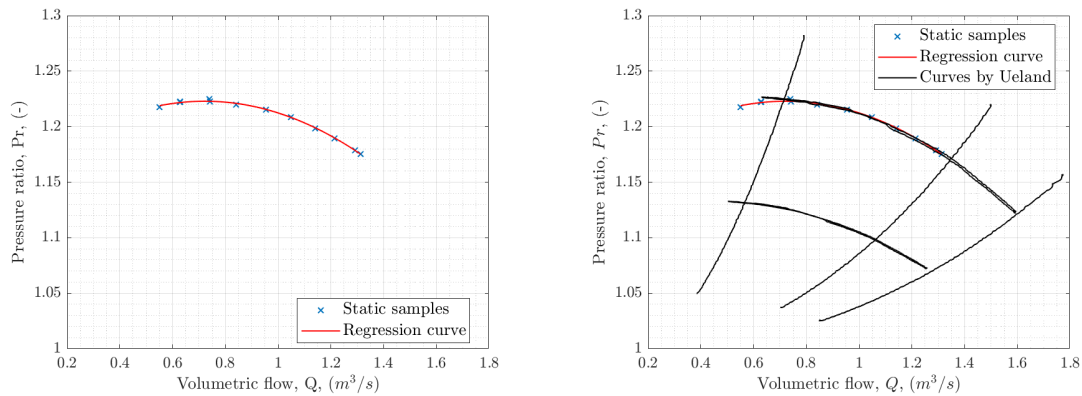 1.3
1.25
1.2
1.15
1.1
1.05
1
Pressure ratio, Pr, (-)
Static samples
Regression curve
0.2 0.4 0.6 0.8 1 1.2 1.4 1.6 1.8
Volumetric flow, Q, (m³/s)
1.3
1.25
1.2
1.15
1.1
1.05
1
Pressure ratio, Pr, (-)
Static samples
Regression curve
Curves by Ueland
0.2 0.4 0.6 0.8 1 1.2 1.4 1.6 1.8
Volumetric flow, Q, (m³/s)